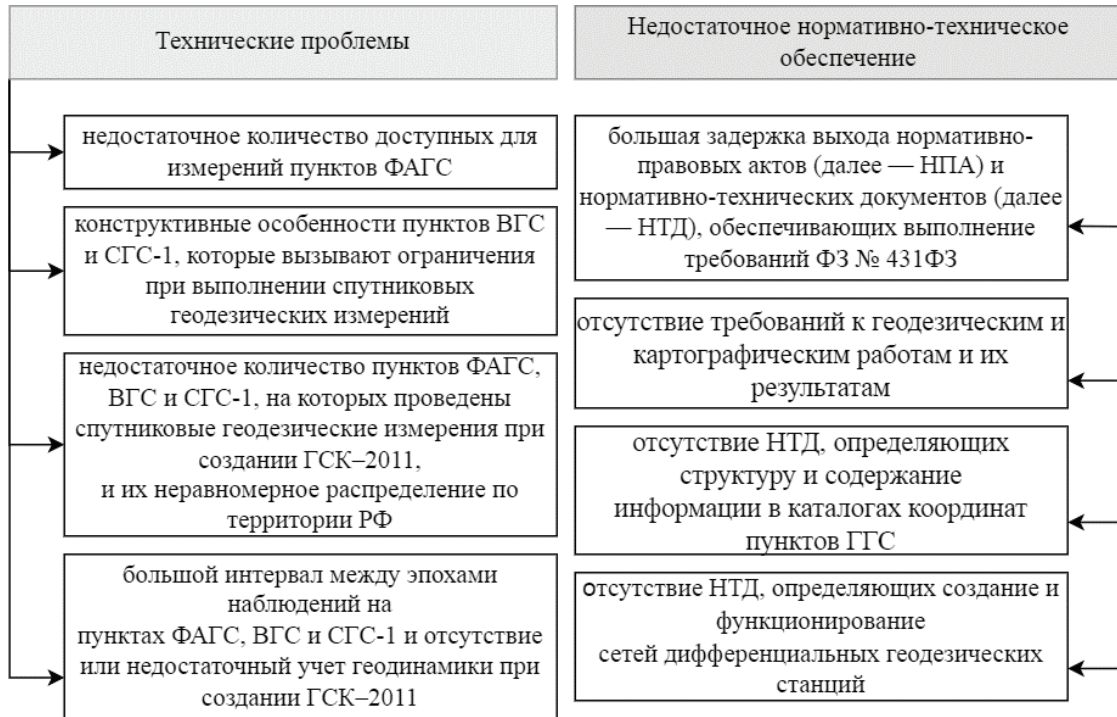 Технические проблемы
недостаточное количество доступных для
измерений пунктов ФАГС
конструктивные особенности пунктов ВГС
и СГС-1, которые вызывают ограничения
при выполнении спутниковых
геодезических измерений
недостаточное количество пунктов ФАГС,
ВГС и СГС-1, на которых проведены
спутниковые геодезические измерения при
создании ГСК–2011,
и их неравномерное распределение по
территории РФ
большой интервал между эпохами
наблюдений на
пунктах ФАГС, ВГС и СГС-1 и отсутствие
или недостаточный учет геодинамики при
создании ГСК–2011
Недостаточное нормативно-техническое
обеспечение
большая задержка выхода нормативно-
правовых актов (далее — НПА) и
нормативно-технических документов (далее
— НТД), обеспечивающих выполнение
требований ФЗ № 431ФЗ
отсутствие требований к геодезическим и
картографическим работам и их
результатам
отсутствие НТД, определяющих
структуру и содержание
информации в каталогах координат
пунктов ГГС
отсутствие НТД, определяющих создание и
функционирование
сетей дифференциальных геодезических
станций